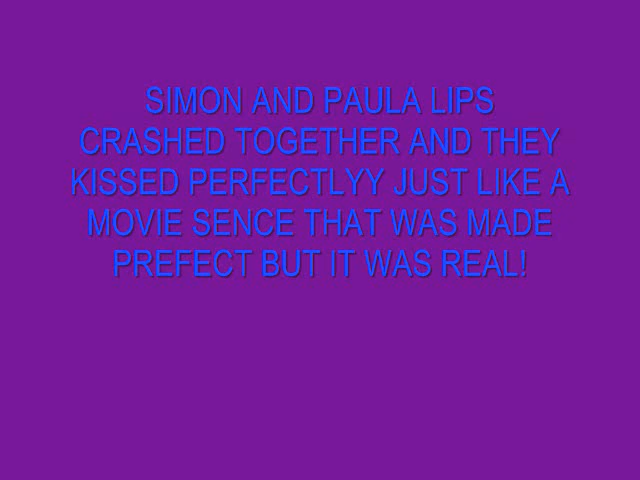 SIMON AND PAULA LIPS
CRASHED TOGETHER AND THEY
KISSED PERFECTLYY JUST LIKE A
MOVIE SENCE THAT WAS MADE
PREFECT BUT IT WAS REAL!